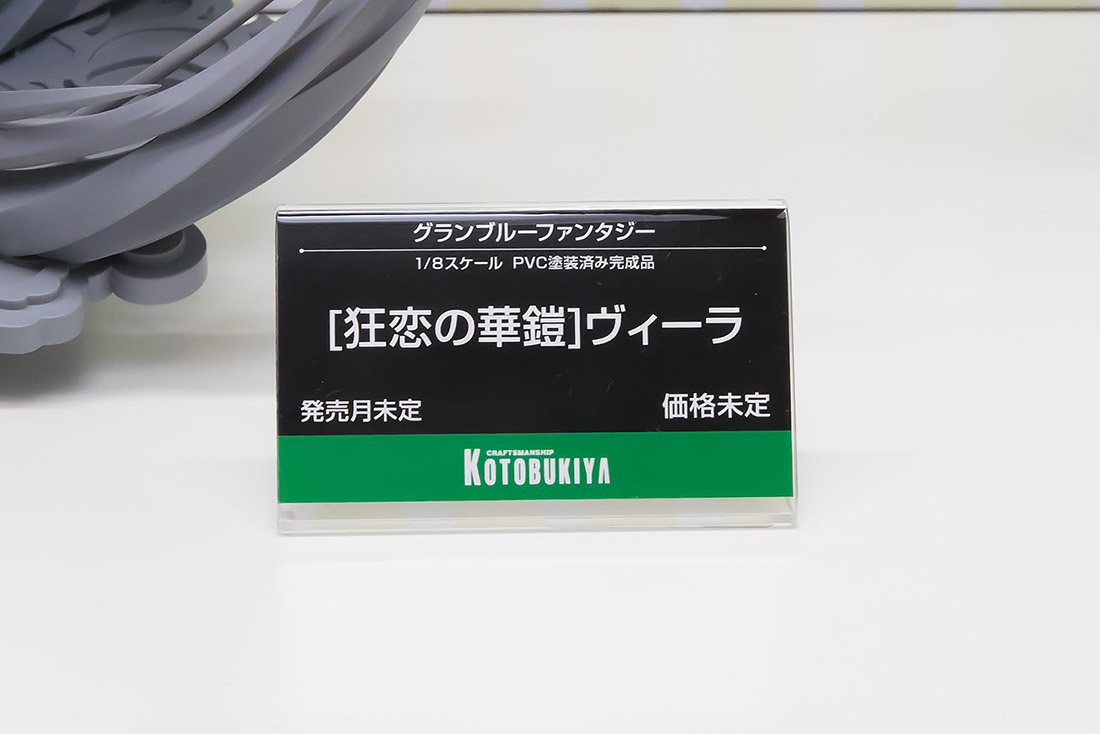 グランブルーファンタジー
1/8スケール PVC塗装済み完成品
[狂恋の華鎧]ヴィーラ
発売月未定
価格未定
CRAFTSMANSHIP
KOTOBUKIYA